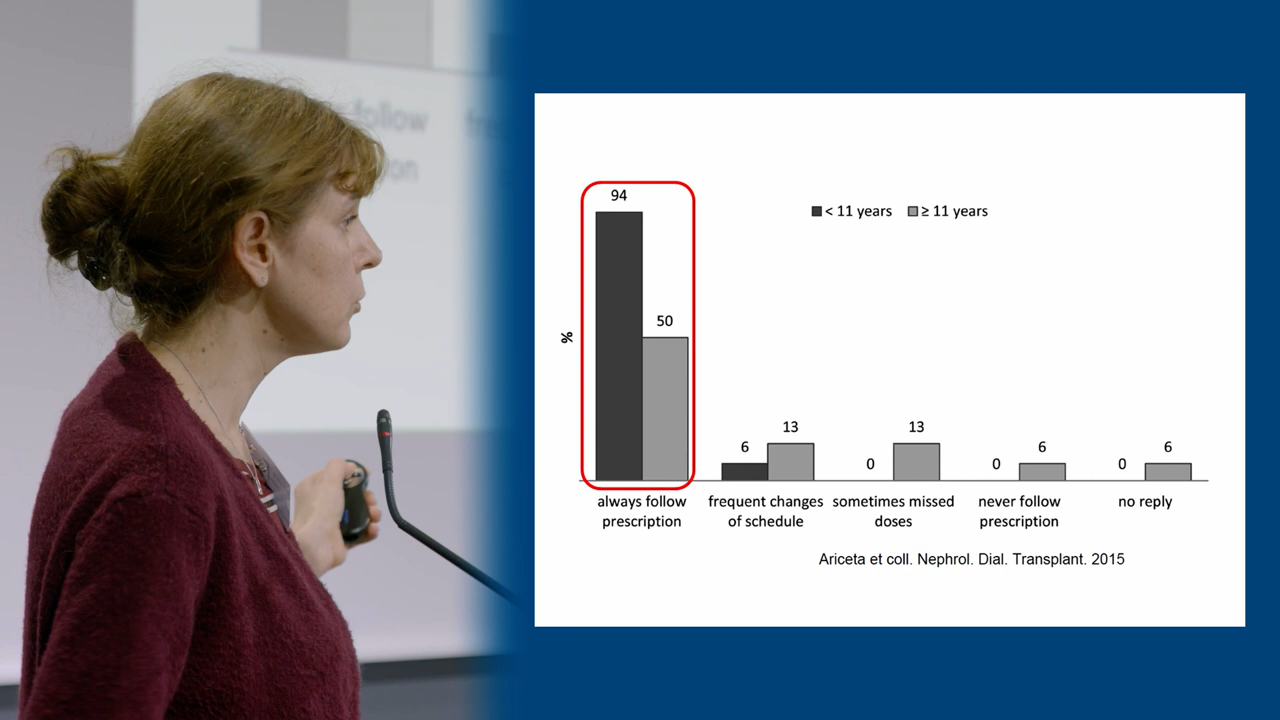 follow
94
< 11 years ≥ 11 years
50
%
13
13
6
0
0
6
0
6
always follow
prescription
frequent changes
of schedule
sometimes missed
doses
never follow
prescription
no reply
Ariceta et coll. Nephrol. Dial. Transplant. 2015